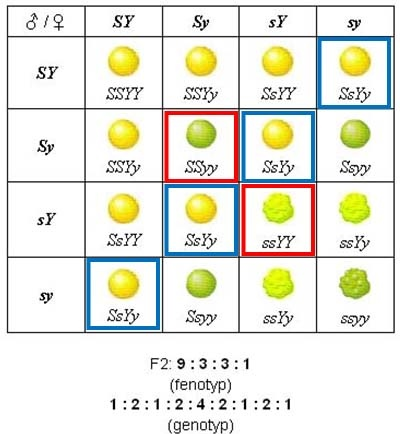 ♂ / ♀ SY Sy sY sy
SY SSYY SSYy SsYY SsYy
Sy SSYy SSyy SsYy Ssyy
sY SsYY SsYy ssYY ssYy
sy SsYy Ssyy ssYy ssyy
F2: 9 : 3 : 3 : 1
(fenotyp)
1 : 2 : 1 : 2 : 4 : 2 : 1 : 2 : 1
(genotyp)